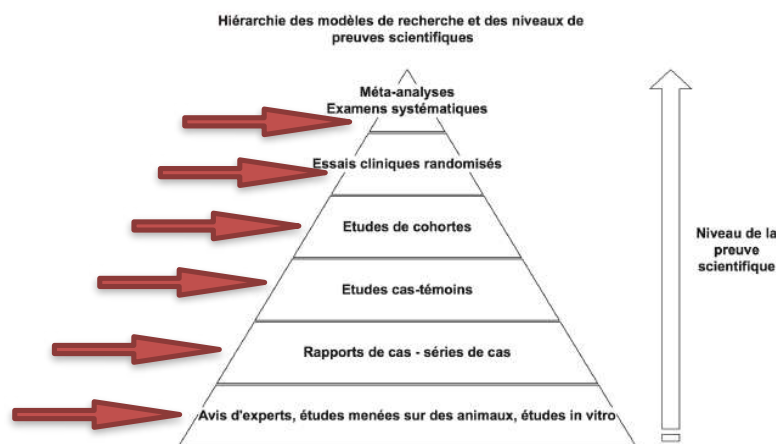 Hiérarchie des modèles de recherche et des niveaux de
preuves scientifiques
Méta-analyses
Examens systématiques
Essais cliniques randomisés
Etudes de cohortes
Niveau de la
preuve
scientifique
Etudes cas-témoins
Rapports de cas - séries de cas
Avis d'experts, études menées sur des animaux, études in vitro